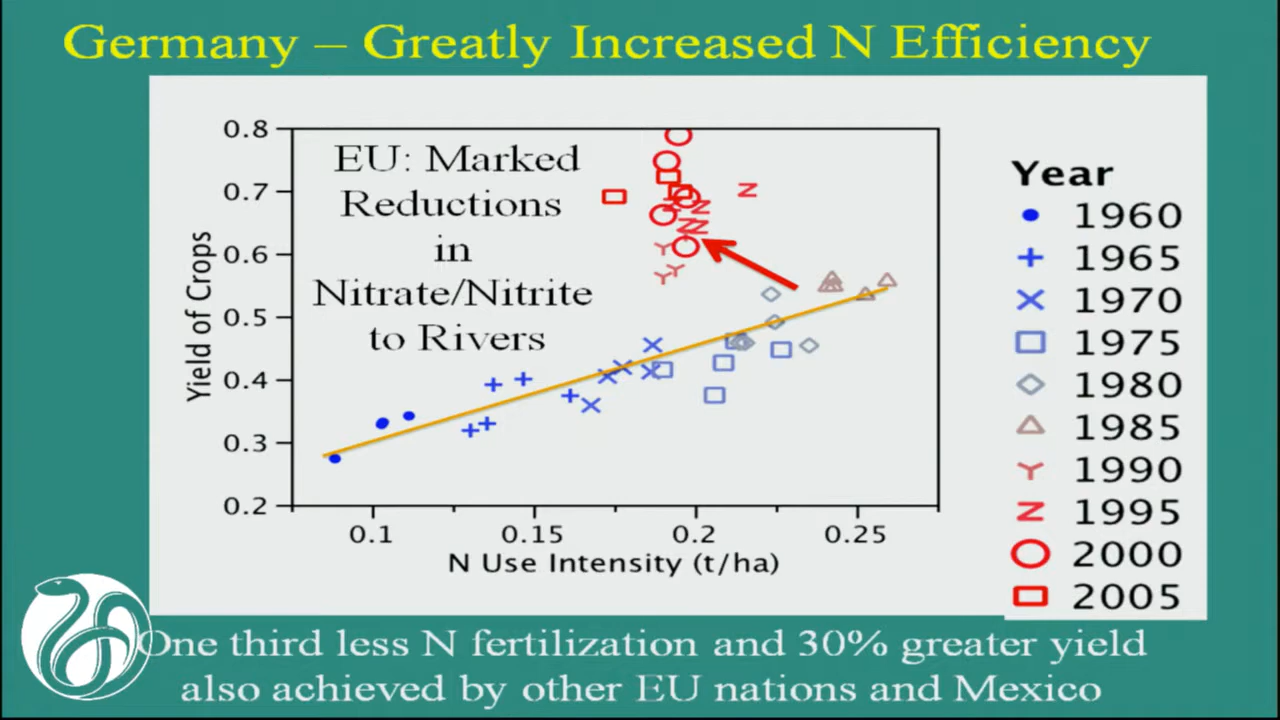 Germany – Greatly Increased N Efficiency
EU: Marked
Reductions
in
Nitrate/Nitrite
to Rivers
Yield of Crops
0.8
0.7
0.6
0.5
0.4
0.3
0.2
0.1
0.15
0.2
0.25
N Use Intensity (t/ha)
Year
1960
1965
1970
1975
1980
1985
1990
1995
2000
2005
One third less N fertilization and 30% greater yield
also achieved by other EU nations and Mexico